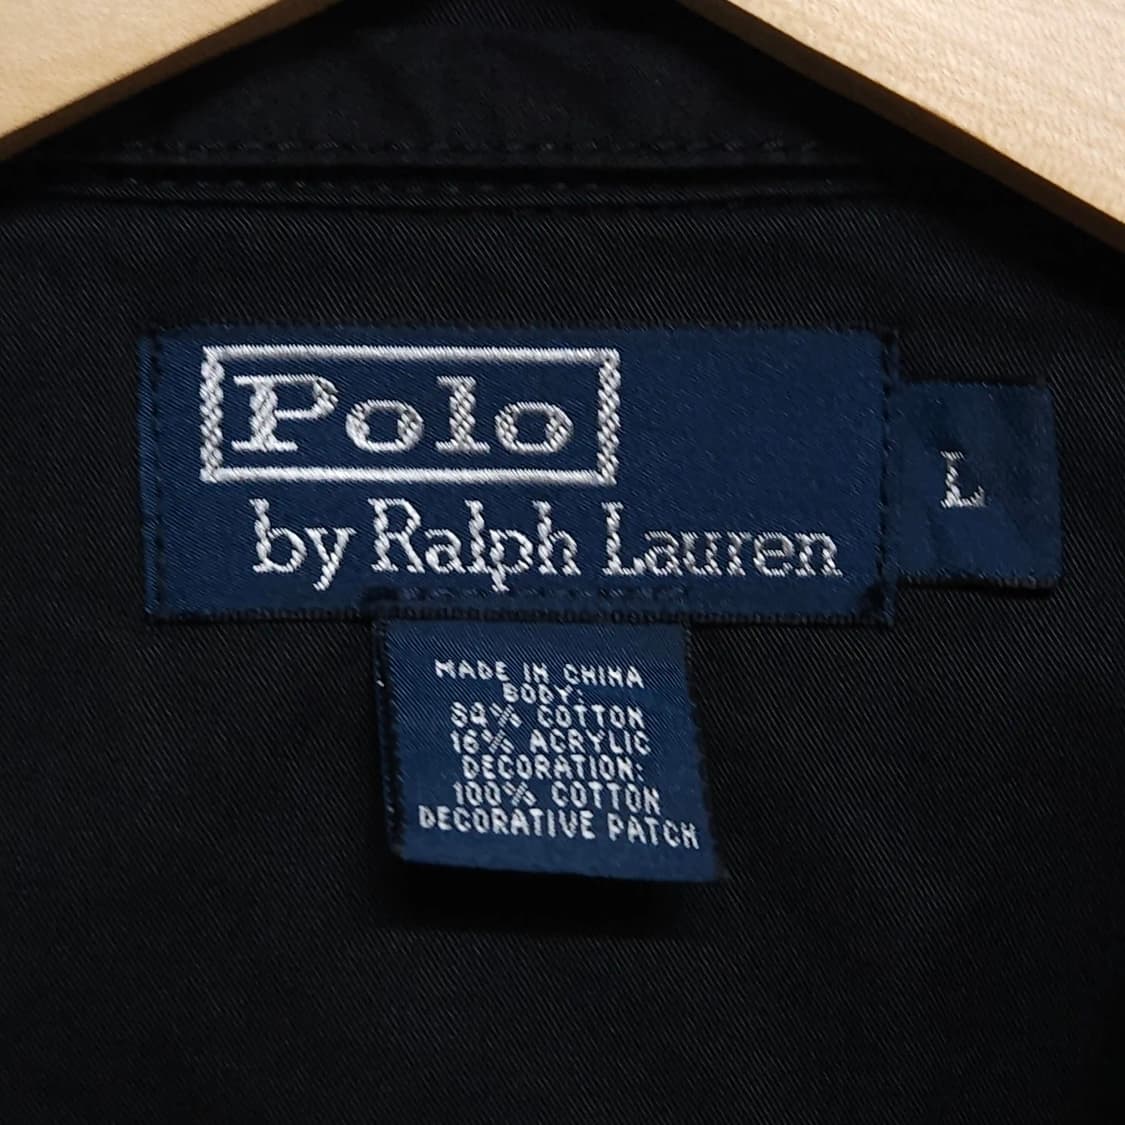 Polo
by Ralph Lauren
L
MADE IN CHINA
BODY:
84% COTTON
16% ACRYLIC
DECORATION:
100% COTTON
DECORATIVE PATCH